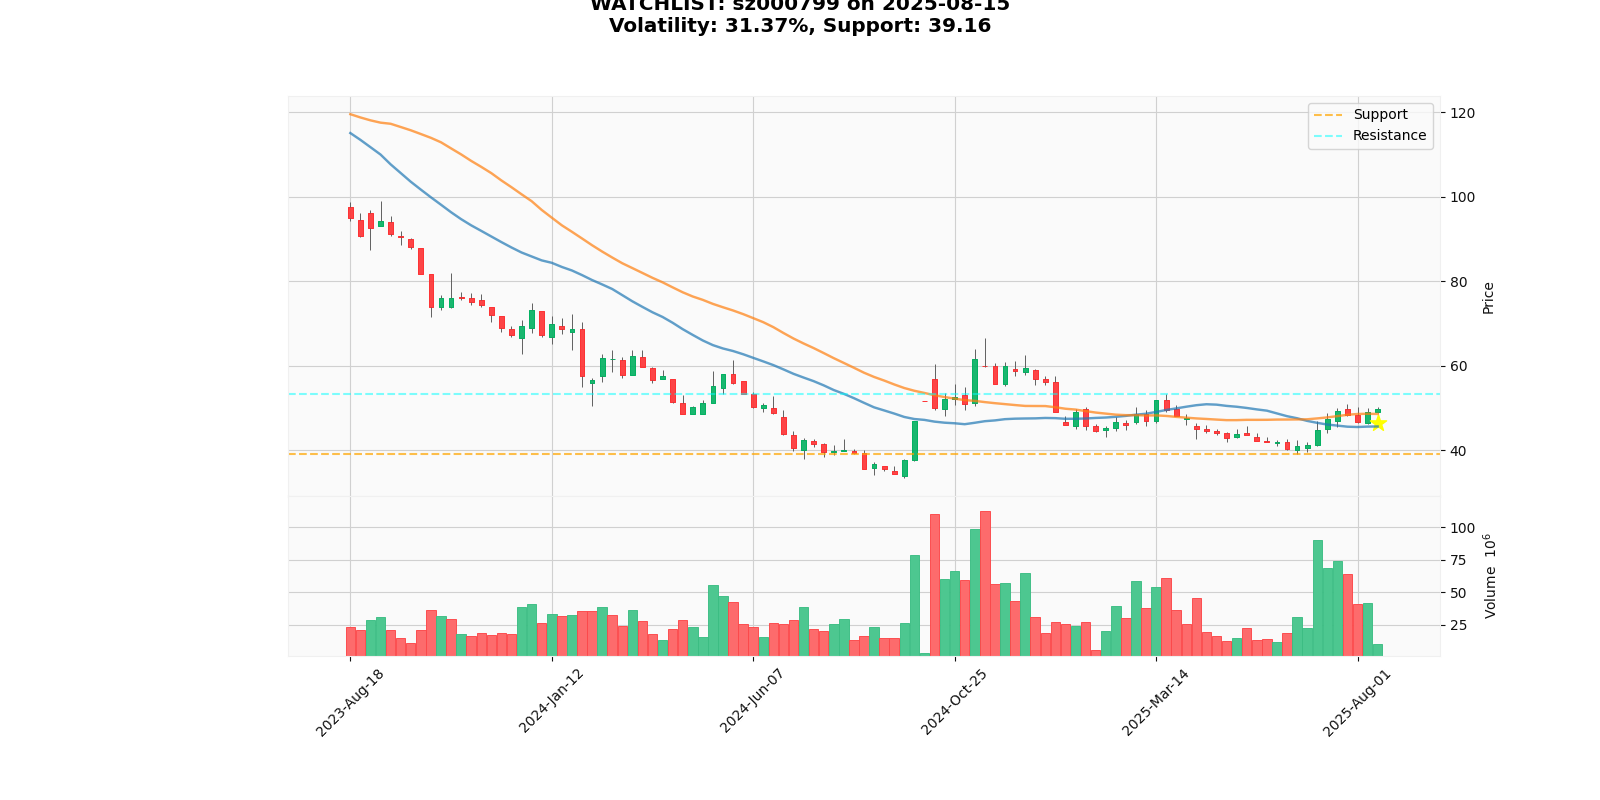 WATCHLIST: sz000799 on 2025-08-15
Volatility: 31.37%, Support: 39.16
Support
Resistance
120
100
80
60
40
Price
100
75
50
25
Volume 10^6
2023-Aug-18
2024-Jan-12
2024-Jun-07
2024-Oct-25
2025-Mar-14
2025-Aug-01